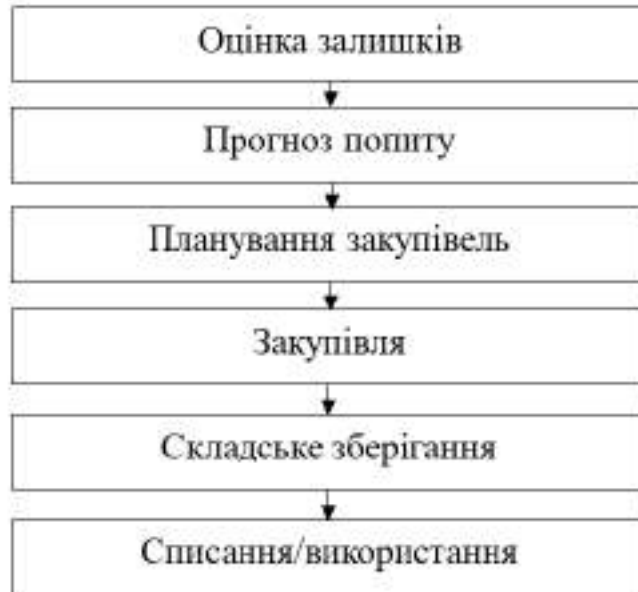 Оцінка залишків
Прогноз попиту
Планування закупівель
Закупівля
Складське зберігання
Списання/використання